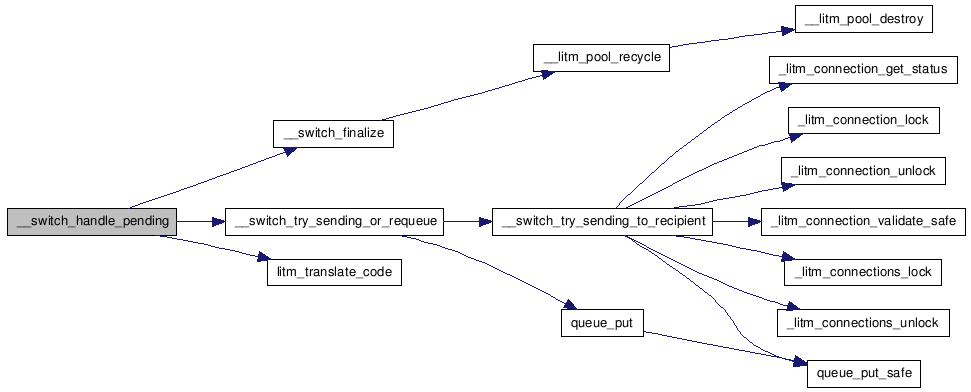 __litm_pool_destroy
__litm_pool_recycle
_litm_connection_get_status
_litm_connection_lock
__switch_finalize
_litm_connection_unlock
__switch_handle_pending
__switch_try_sending_or_requeue
__switch_try_sending_to_recipient
_litm_connection_validate_safe
litm_translate_code
_litm_connections_lock
queue_put
_litm_connections_unlock
queue_put_safe